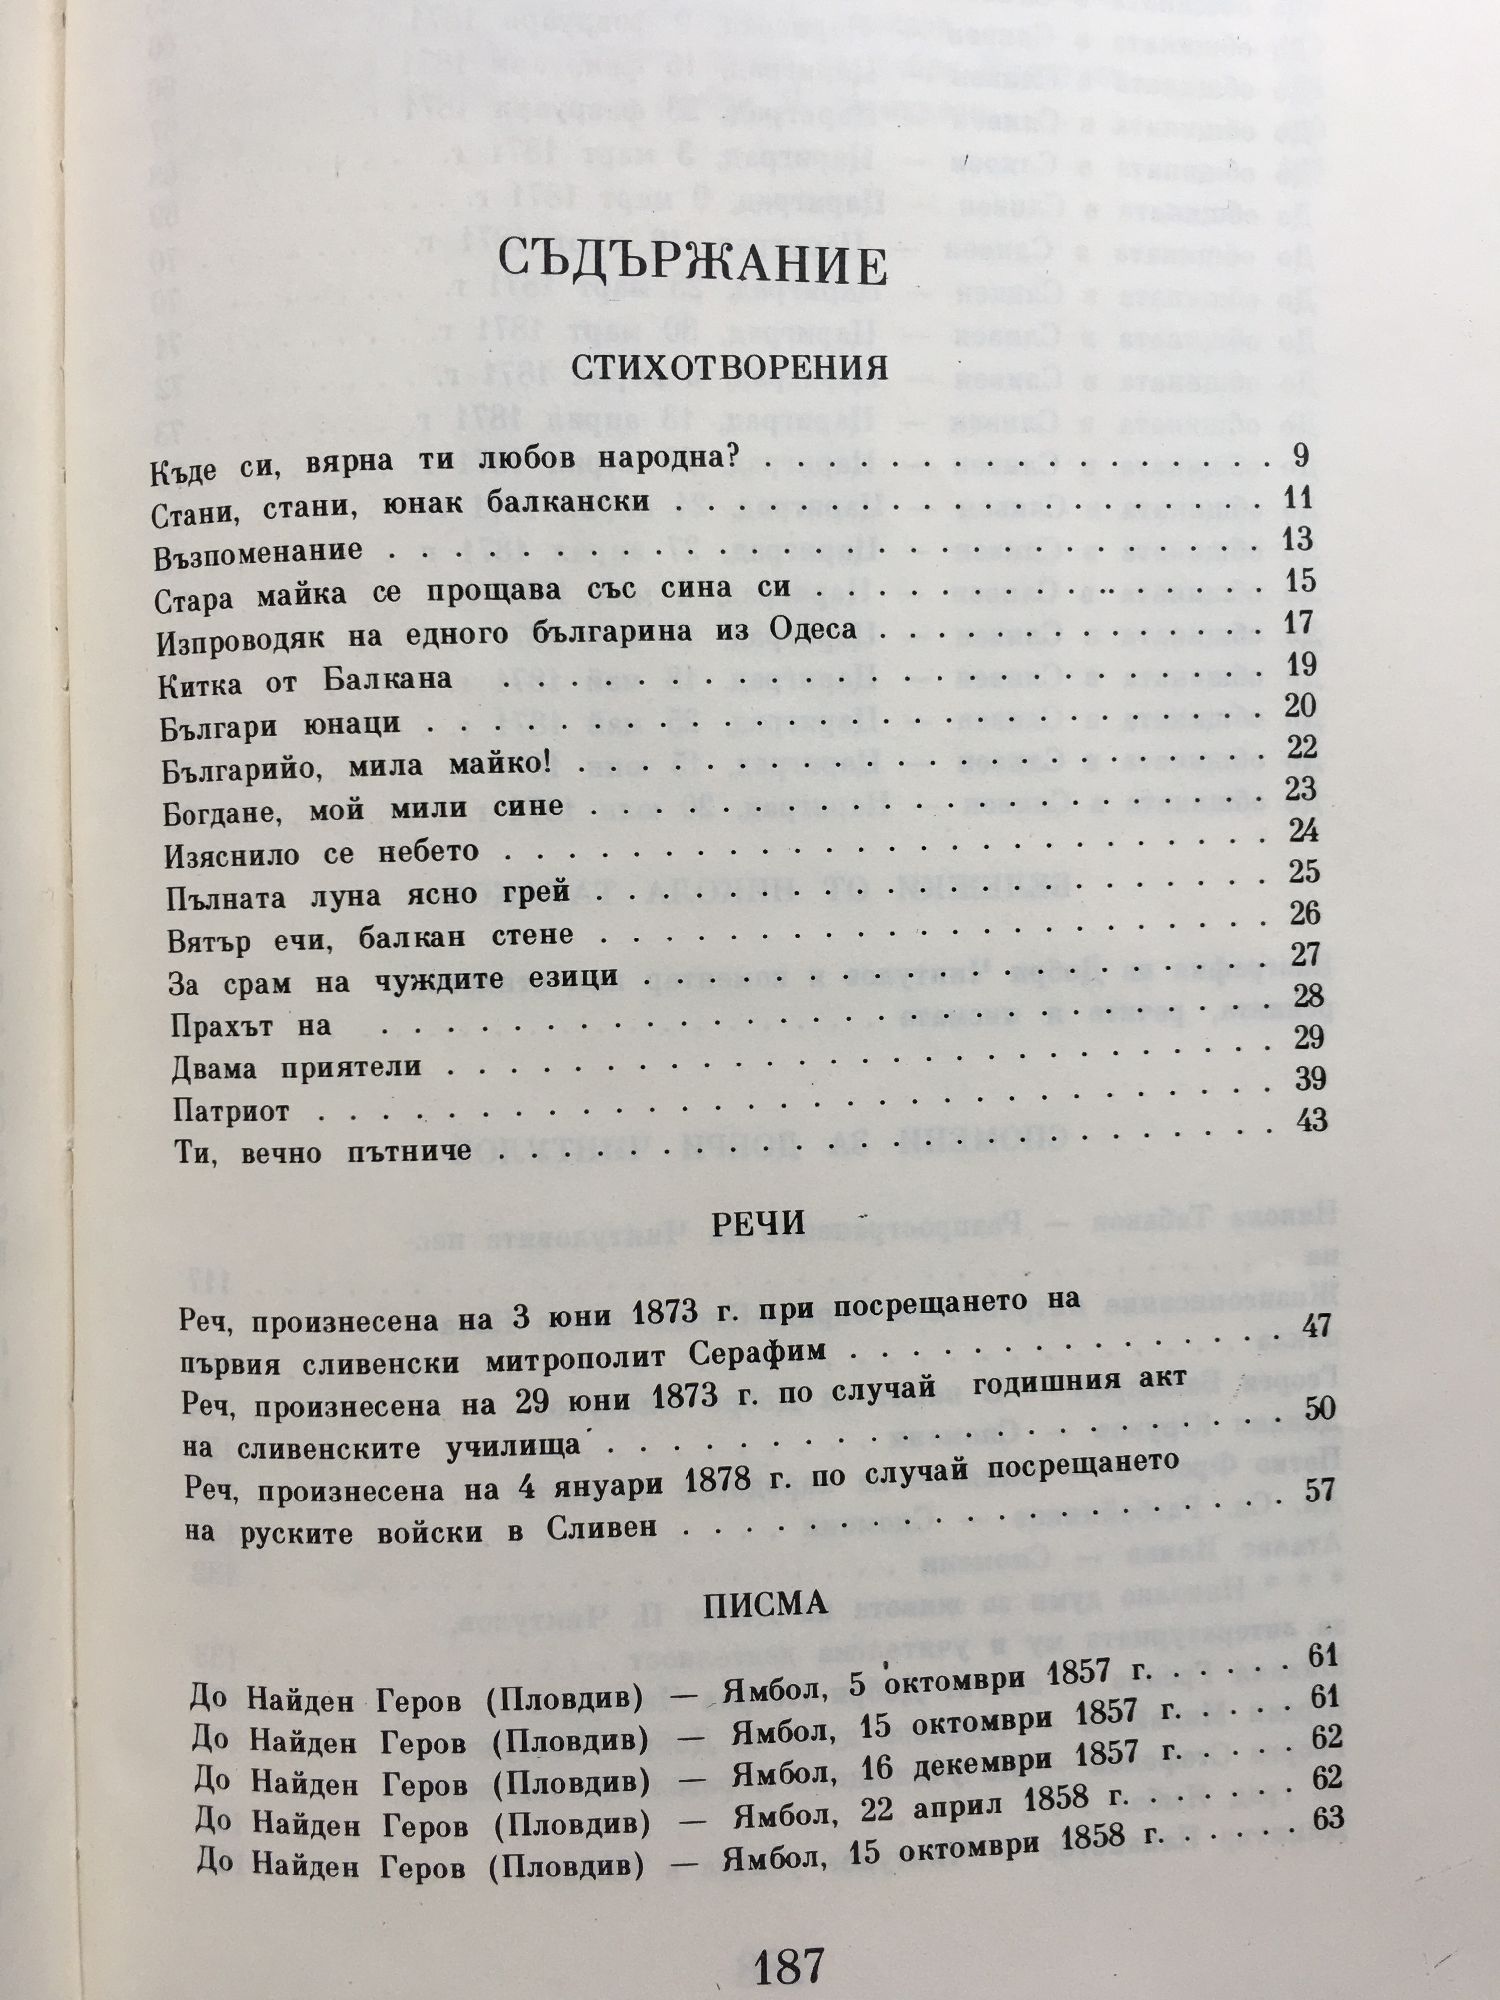 СЪДЪРЖАНИЕ
СТИХОТВОРЕНИЯ
Къде си, вярна ти любов народна? . . . . . . . . . . . . . . . . . 9
Стани, стани, юнак балкански . . . . . . . . . . . . . . . . . . . 11
Възпоменание . . . . . . . . . . . . . . . . . . . . . . . . . . . 13
Стара майка се прощава със сина си . . . . . . . . . . . . . . . . 15
Изпроводяк на едного българина из Одеса . . . . . . . . . . . . . 17
Китка от Балкана . . . . . . . . . . . . . . . . . . . . . . . . 19
Българи юнаци . . . . . . . . . . . . . . . . . . . . . . . . . . 20
Българийо, мила майко! . . . . . . . . . . . . . . . . . . . . . . 22
Богдане, мой мили сине . . . . . . . . . . . . . . . . . . . . . . 23
Изяснило се небето . . . . . . . . . . . . . . . . . . . . . . . . 24
Пълната луна ясно грей . . . . . . . . . . . . . . . . . . . . . . 25
Вятър ечи, балкан стене . . . . . . . . . . . . . . . . . . . . . 26
За срам на чуждите езици . . . . . . . . . . . . . . . . . . . . 27
Прахът на . . . . . . . . . . . . . . . . . . . . . . . . . . . . 28
Двама приятели . . . . . . . . . . . . . . . . . . . . . . . . . 29
Патриот . . . . . . . . . . . . . . . . . . . . . . . . . . . . . 39
Ти, вечно пътниче . . . . . . . . . . . . . . . . . . . . . . . . 43
РЕЧИ
Реч, произнесена на 3 юни 1873 г. при посрещането на
първия сливенски митрополит Серафим . . . . . . . . . . . . . . 47
Реч, произнесена на 29 юни 1873 г. по случай годишния акт
на сливенските училища . . . . . . . . . . . . . . . . . . . . . . 50
Реч, произнесена на 4 януари 1878 г. по случай посрещането
на руските войски в Сливен . . . . . . . . . . . . . . . . . . . 57
ПИСМА
До Найден Геров (Пловдив) — Ямбол, 5 октомври 1857 г. . . . . . 61
До Найден Геров (Пловдив) — Ямбол, 15 октомври 1857 г. . . . . 61
До Найден Геров (Пловдив) — Ямбол, 16 декември 1857 г. . . . . 62
До Найден Геров (Пловдив) — Ямбол, 22 април 1858 г. . . . . . . 62
До Найден Геров (Пловдив) — Ямбол, 15 октомври 1858 г. . . . . . 63
187